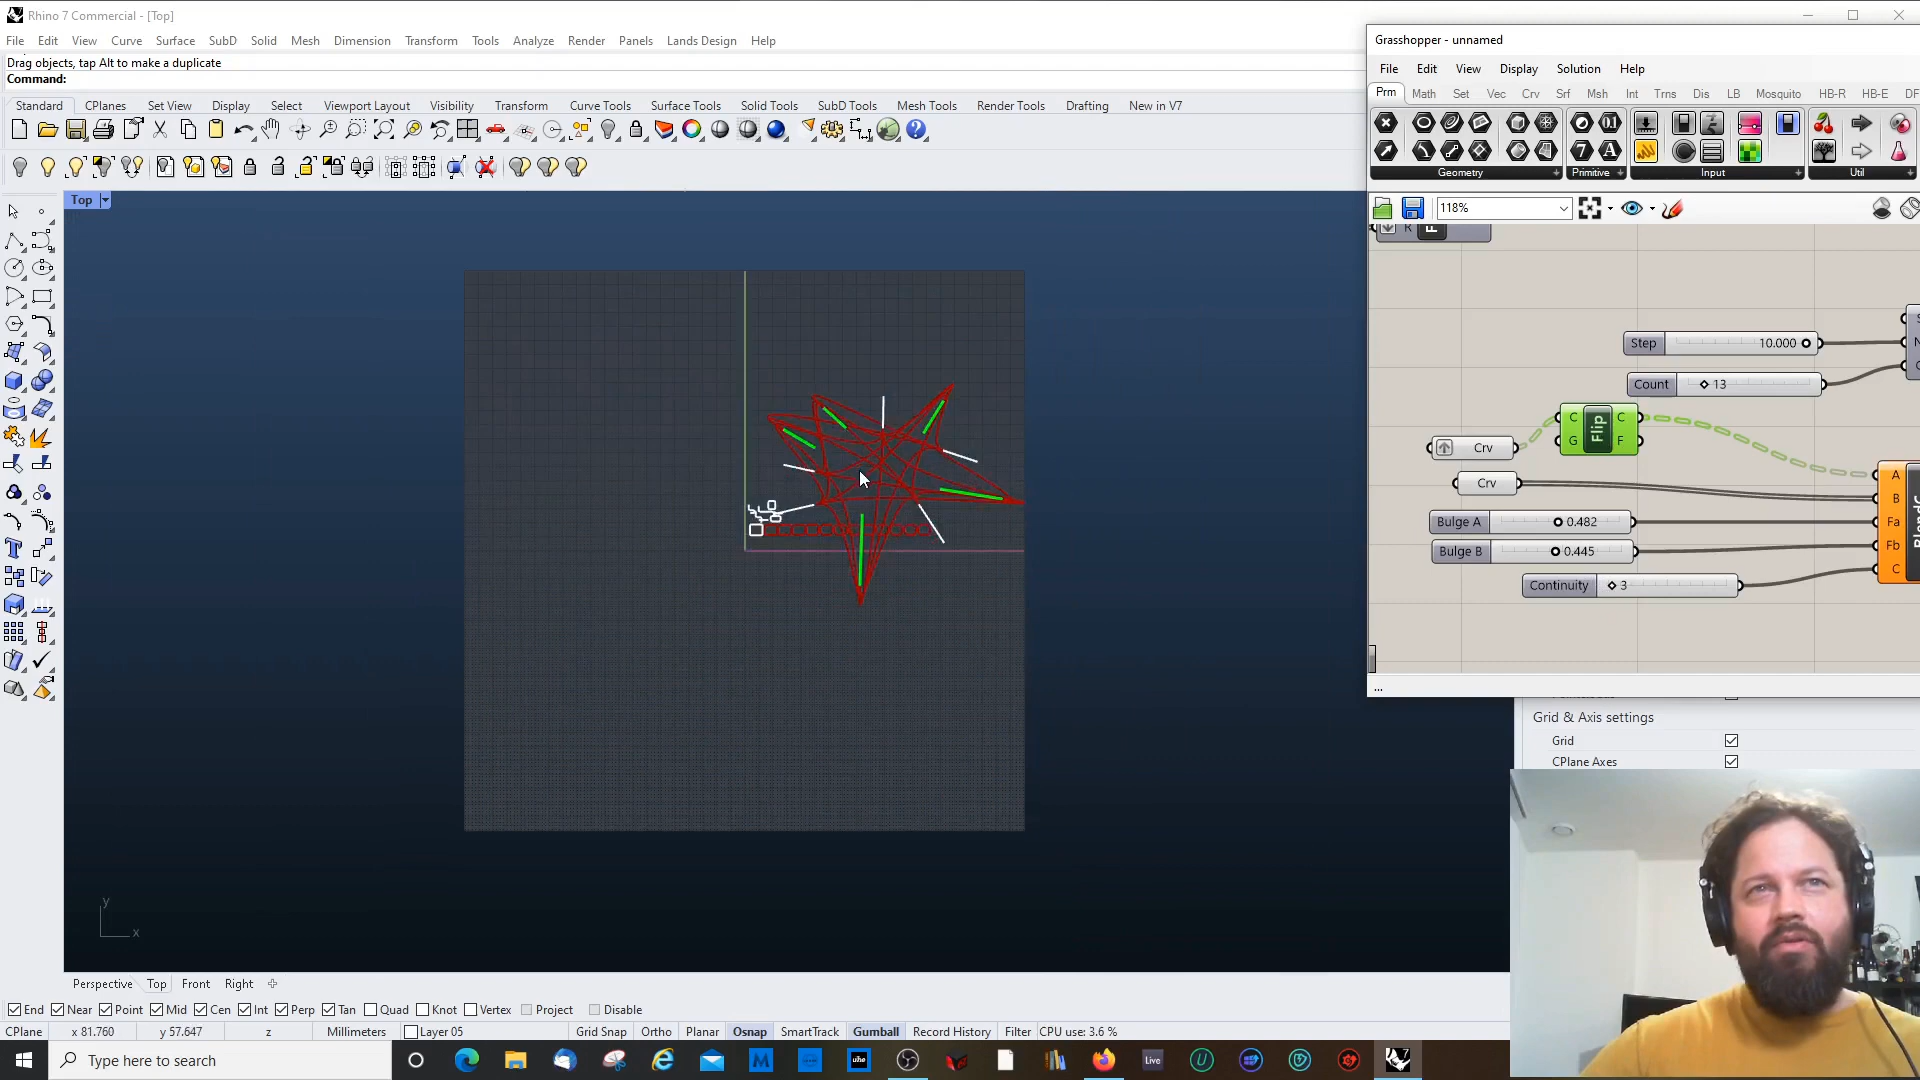 Rhino 7 Commercial - [Top]
File Edit View Curve Surface SubD Solid Mesh Dimension Transform Tools Analyze Render Panels Lands Design Help
Drag objects, tap Alt to make a duplicate
Command:
Standard CPlanes Set View Display Select Viewport Layout Visibility Transform Curve Tools Surface Tools Solid Tools SubD Tools Mesh Tools Render Tools Drafting New in V7
Top
Grasshopper - unnamed
File Edit View Display Solution Help
Prm Math Set Vec Crv Srf Msh Int Trns Dis LB Mosquito HB-R HB-E DF
Geometry Primitive Input Util
118%
R
Step 10.000
N
Count 13
C Flip C
G F
Crv
Crv
A
B
Bulge A 0.482
Fa
Bulge B 0.445
Fb
Continuity 3
C
...
Grid & Axis settings
Grid
CPlane Axes
y
x
Perspective Top Front Right
End Near Point Mid Cen Int Perp Tan Quad Knot Vertex Project Disable
CPlane x 81.760 y 57.647 z Millimeters Layer 05 Grid Snap Ortho Planar Osnap SmartTrack Gumball Record History Filter CPU use: 3.6 %
Type here to search
uhe
Live